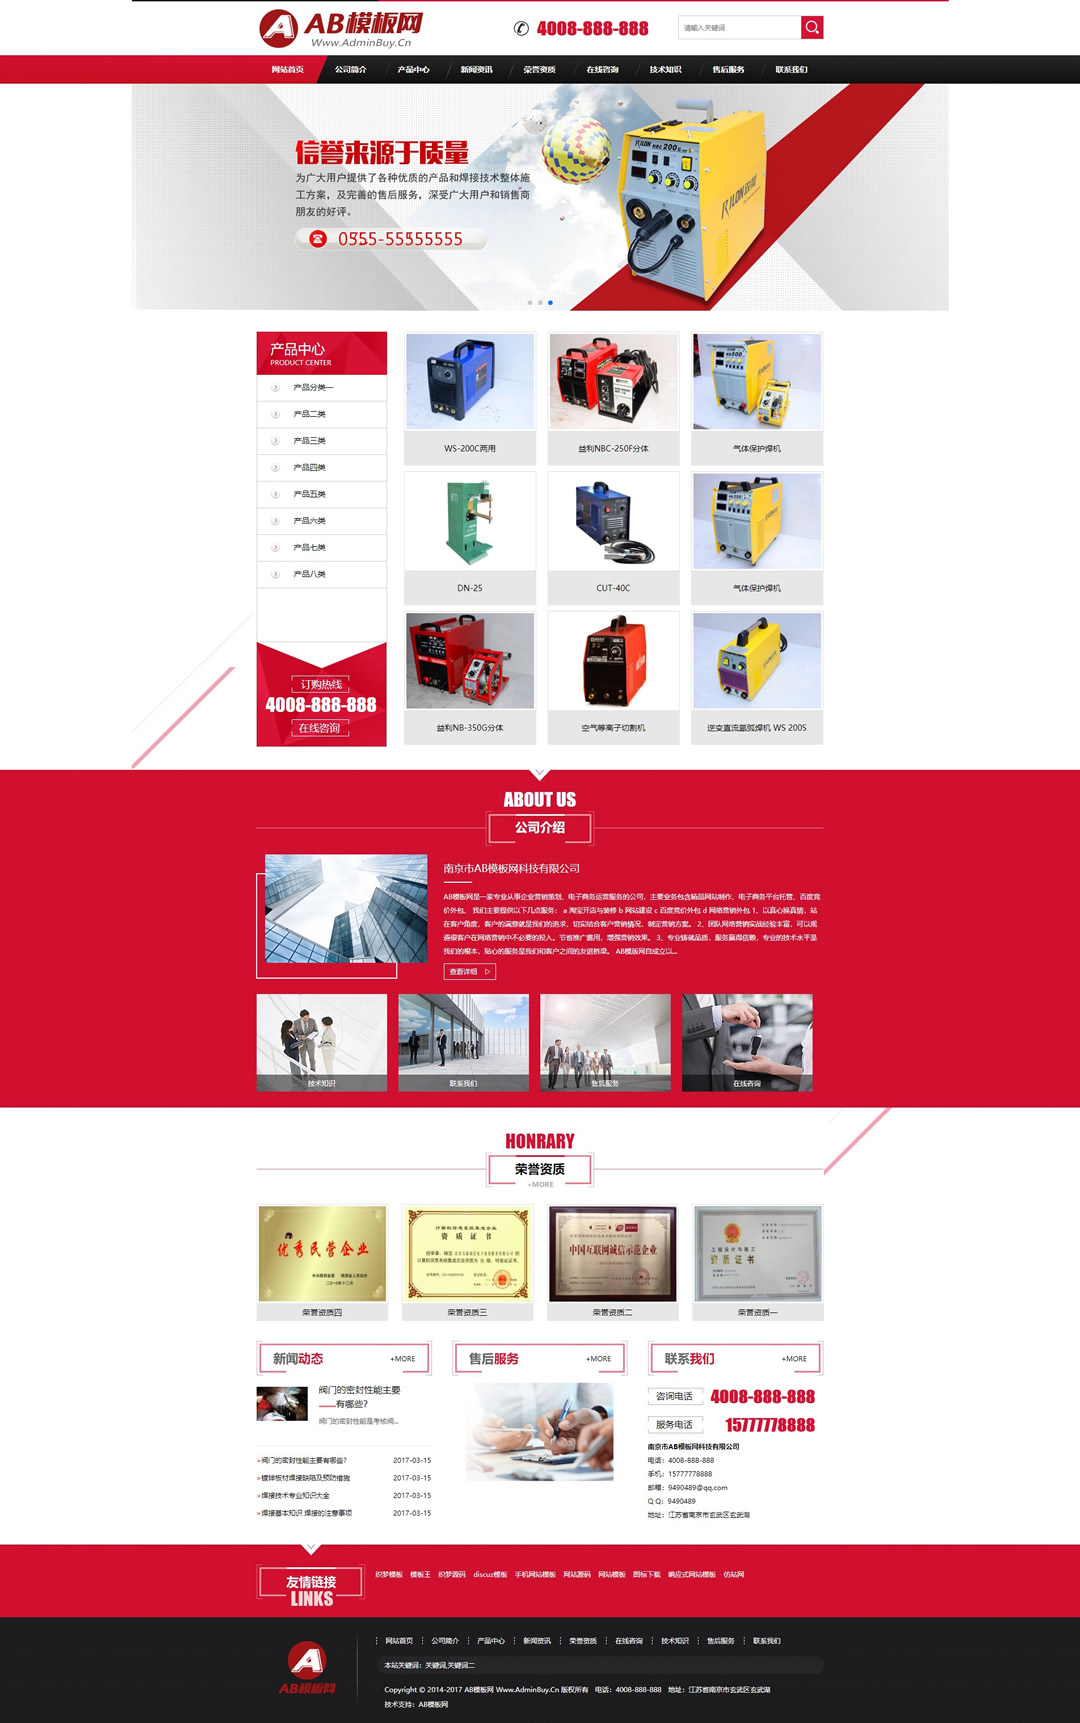 AB模板网
Www.AdminBuy.Cn
4008-888-888
请输入关键词
网站首页 公司简介 产品中心 新闻资讯 荣誉资质 在线咨询 技术知识 售后服务 联系我们
信誉来源于质量
为广大用户提供了各种优质的产品和焊接技术整体施
工方案，及完善的售后服务，深受广大用户和销售商
朋友的好评。
0555-55555555
RILON NBC 200G
RILON
产品中心
PRODUCT CENTER
产品分类一
产品二类
产品三类
产品四类
产品五类
产品六类
产品七类
产品八类
订购热线
4008-888-888
在线咨询
WS-200C两用
益利NBC-250F分体
气体保护焊机
DN-25
CUT-40C
气体保护焊机
益利NB-350G分体
空气等离子切割机
逆变直流氩弧焊机 WS 200S
ABOUT US
公司介绍
南京市AB模板网科技有限公司
AB模板网是一家专业从事企业营销策划、电子商务运营服务的公司，主要业务包含精品网站制作、电子商务平台托管、百度竞
价外包。 我们主要提供以下几点服务： a 淘宝开店与装修 b 网站建设 c 百度竞价外包 d 网络营销外包 1、以真心换真情，站
在客户角度，客户的满意就是我们的追求，切实结合客户营销情况，制定营销方案。 2、团队网络营销实战经验丰富，可以规
避很客户在网络营销中不必要的投入。节省推广费用，增强营销效果。 3、专业铸就品质，服务赢得信赖，专业的技术水平是
我们的根本，贴心的服务是我们和客户之间的友谊桥梁。 AB模版网自成立以...
查看详细
技术知识
联系我们
售后服务
在线咨询
HONRARY
荣誉资质
+MORE
优秀民营企业
资质证书
中国互联网诚信示范企业
工程设计与施工
资质证书
荣誉资质四
荣誉资质三
荣誉资质二
荣誉资质一
新闻动态 +MORE
阀门的密封性能主要
——有哪些？
阀门的密封性能是考核阀...
»阀门的密封性能主要有哪些？ 2017-03-15
»镀锌板材焊接缺陷及预防措施 2017-03-15
»焊接技术专业知识大全 2017-03-15
»焊接基本知识 焊接的注意事项 2017-03-15
售后服务 +MORE
联系我们 +MORE
咨询电话 4008-888-888
服务电话 15777778888
南京市AB模板网科技有限公司
电话：4008-888-888
手机：15777778888
邮箱：9490489@qq.com
Q Q：9490489
地址：江苏省南京市玄武区玄武湖
友情链接
LINKS
织梦模板 模板王 织梦源码 discuz模板 手机网站模板 网站源码 网站模板 图标下载 响应式网站模板 仿站网
AB模板网
网站首页 公司简介 产品中心 新闻资讯 荣誉资质 在线咨询 技术知识 售后服务 联系我们
本站关键词：关键词,关键词二
Copyright © 2014-2017 AB模板网 Www.AdminBuy.Cn 版权所有 电话：4008-888-888 地址：江苏省南京市玄武区玄武湖
技术支持：AB模板网